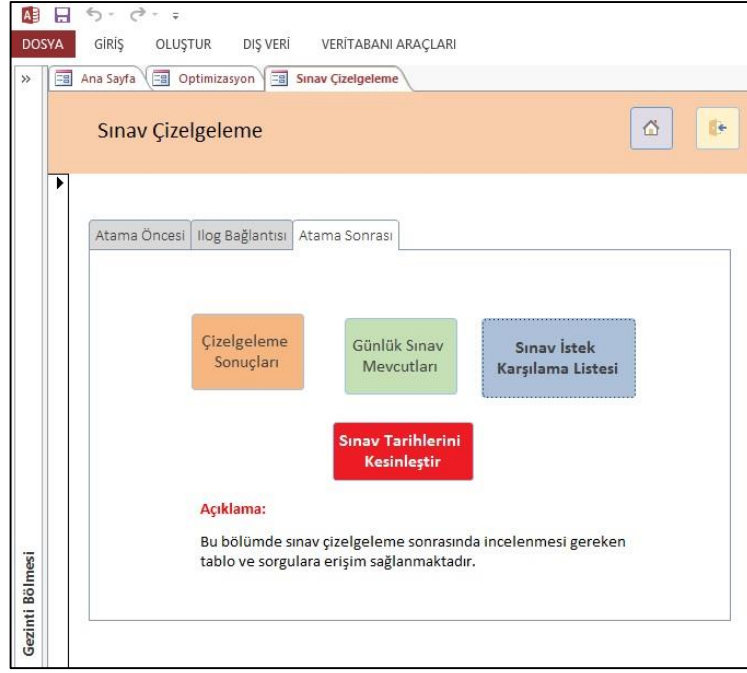 DOSYA GİRİŞ OLUŞTUR DIŞ VERİ VERİTABANI ARAÇLARI
» Ana Sayfa Optimizasyon Sınav Çizelgeleme
Sınav Çizelgeleme
Atama Öncesi Ilog Bağlantısı Atama Sonrası
Çizelgeleme
Sonuçları
Günlük Sınav
Mevcutları
Sınav İstek
Karşılama Listesi
Sınav Tarihlerini
Kesinleştir
Açıklama:
Bu bölümde sınav çizelgeleme sonrasında incelenmesi gereken
tablo ve sorgulara erişim sağlanmaktadır.
Gezinti Bölmesi